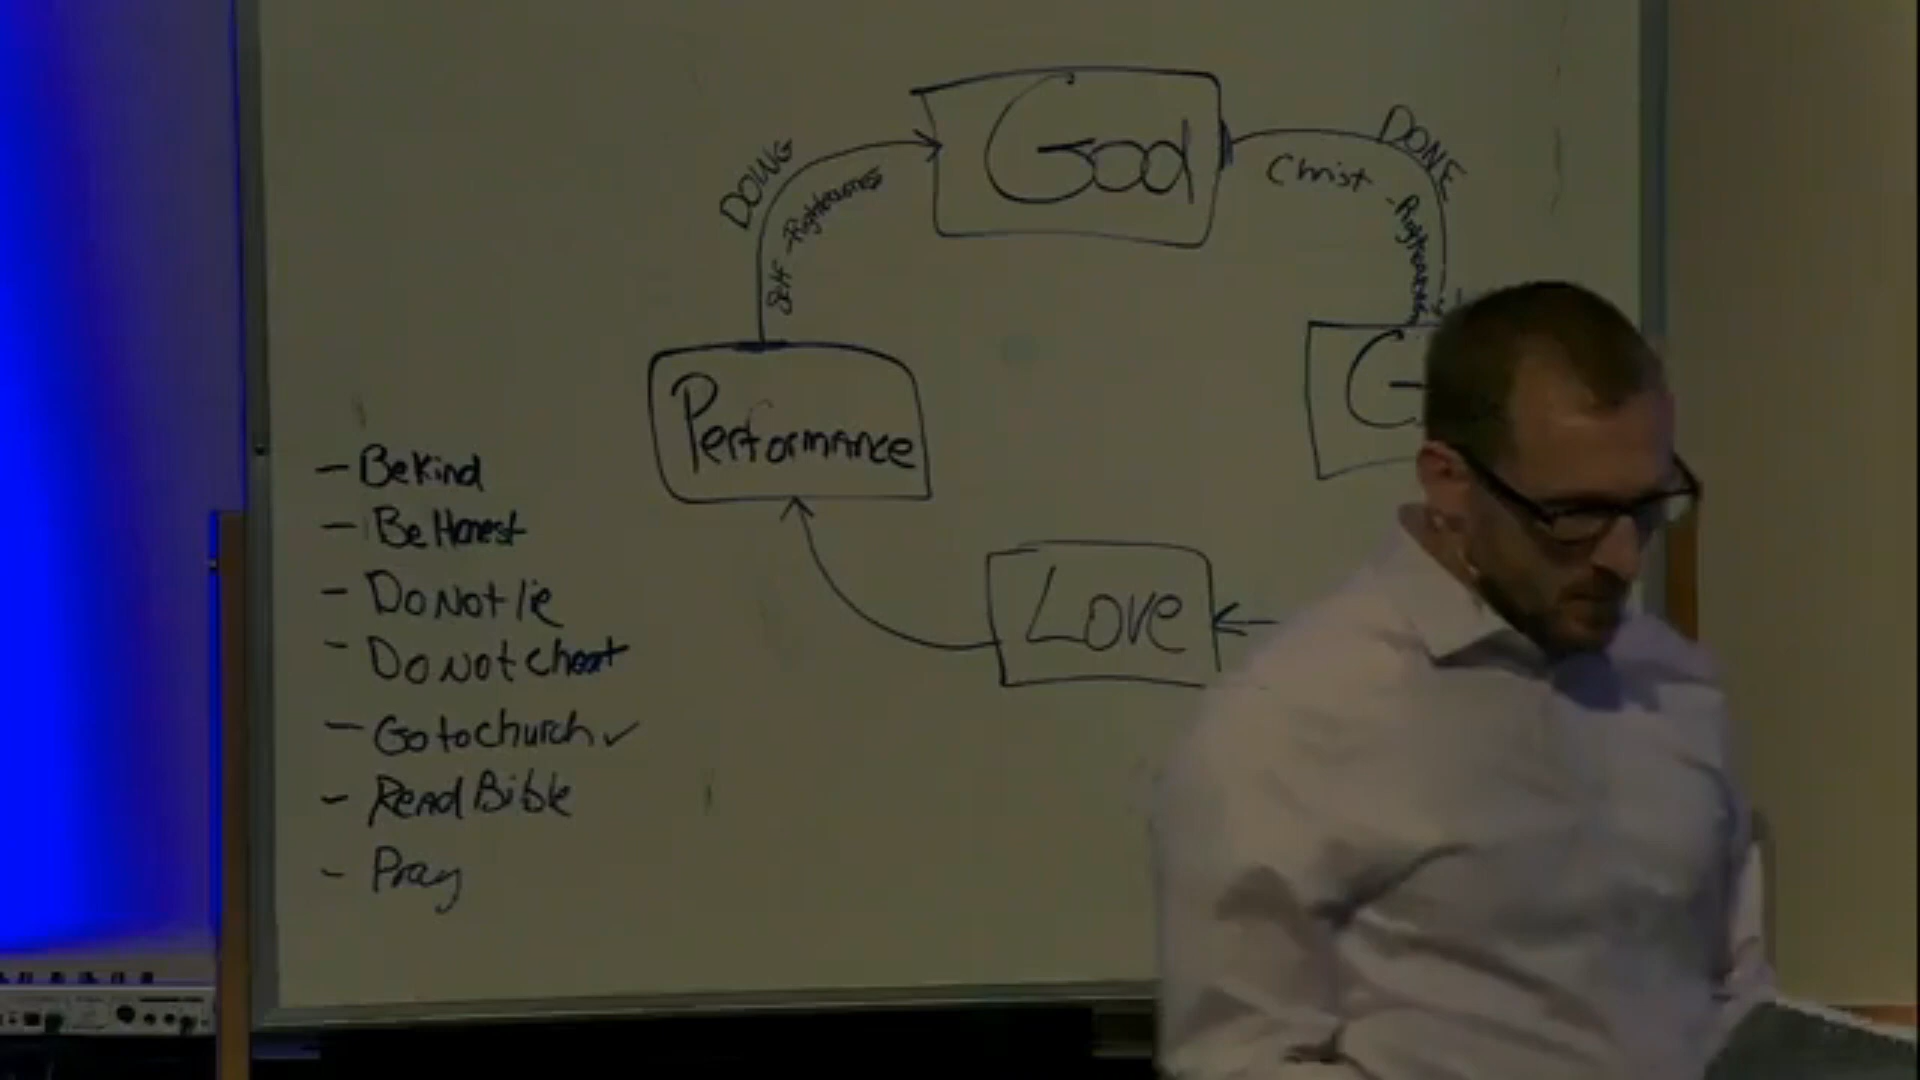 God
DOING
Self-Righteousness
DONE
Christ-Righteousness
Performance
G
Love
- Be Kind
- Be Honest
- Do Not lie
- Do Not cheat
- Go to church ✓
- Read Bible
- Pray